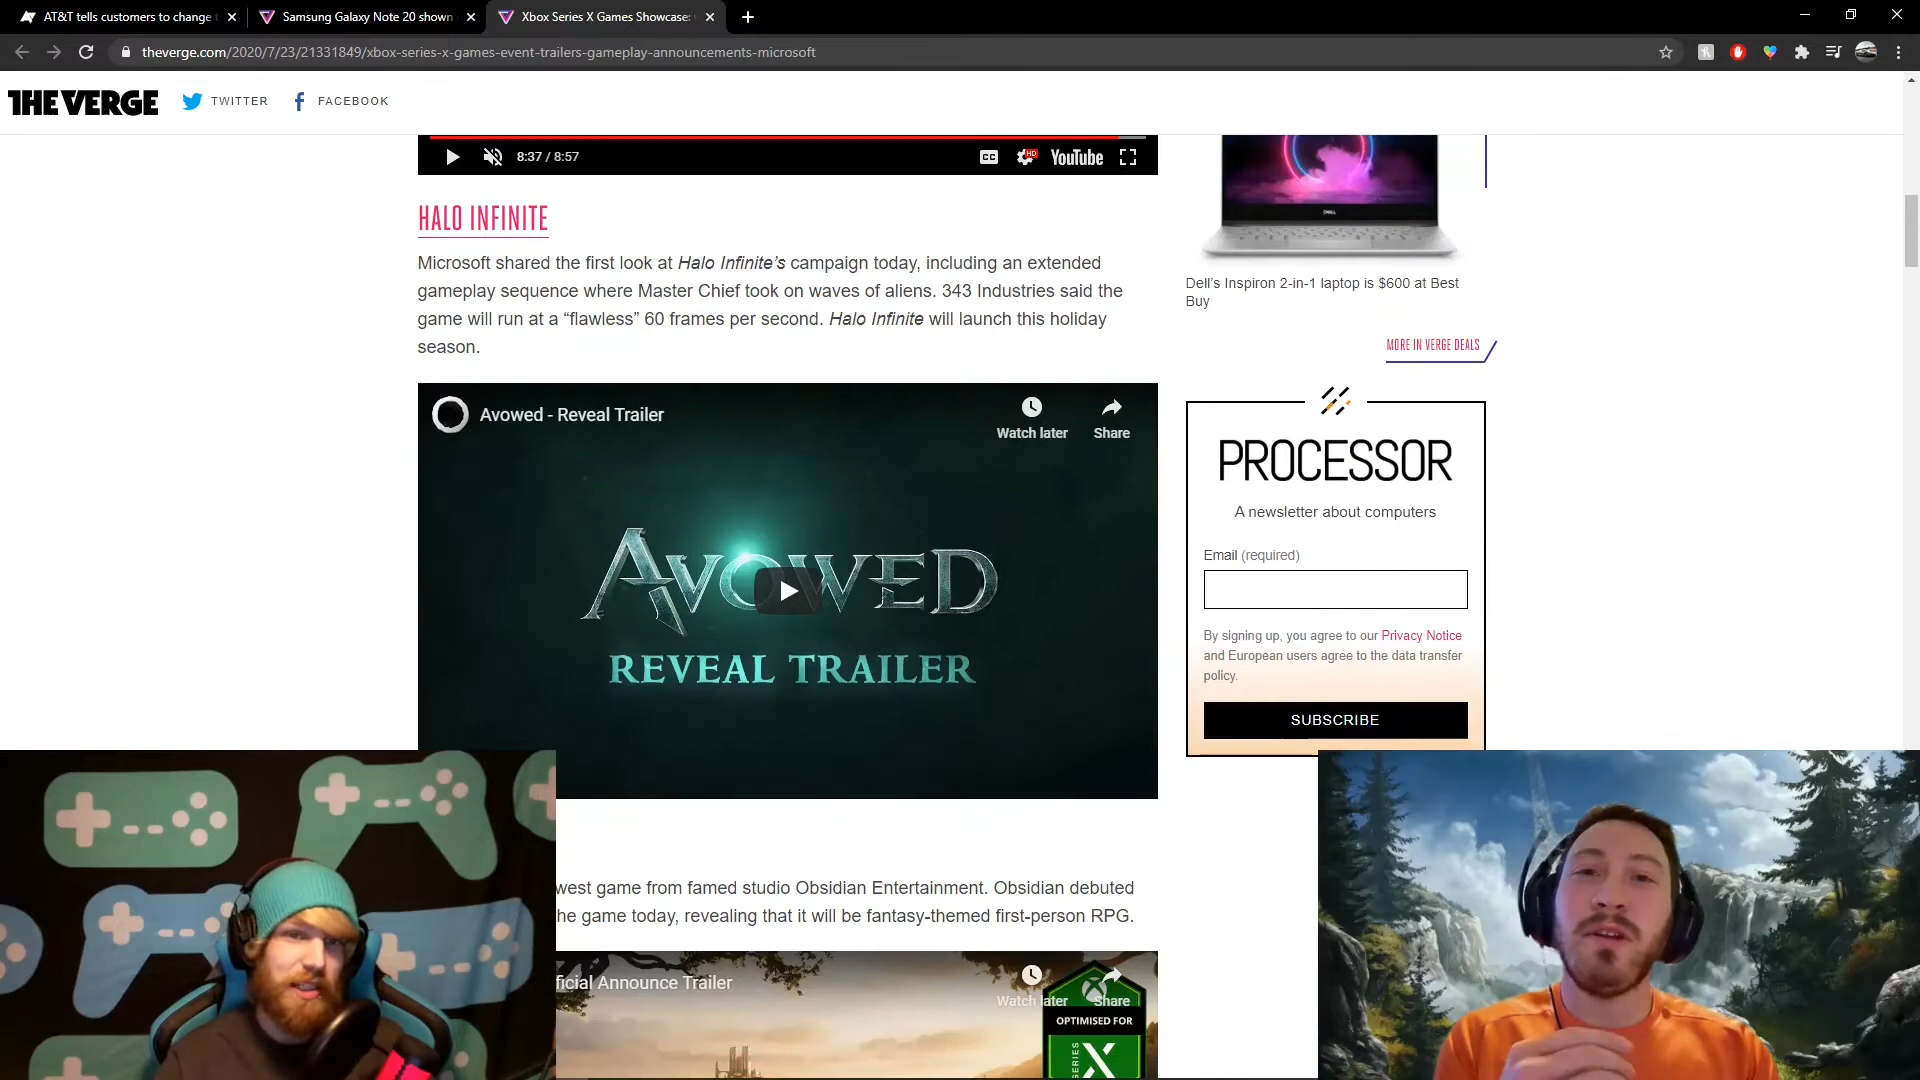 AT&T tells customers to change t
Samsung Galaxy Note 20 shown
Xbox Series X Games Showcase:
theverge.com/2020/7/23/21331849/xbox-series-x-games-event-trailers-gameplay-announcements-microsoft
THE VERGE
TWITTER
FACEBOOK
8:37 / 8:57
CC
HD
YouTube
HALO INFINITE
Microsoft shared the first look at Halo Infinite’s campaign today, including an extended
gameplay sequence where Master Chief took on waves of aliens. 343 Industries said the
game will run at a “flawless” 60 frames per second. Halo Infinite will launch this holiday
season.
Avowed - Reveal Trailer
Watch later
Share
AVOWED
REVEAL TRAILER
west game from famed studio Obsidian Entertainment. Obsidian debuted
he game today, revealing that it will be fantasy-themed first-person RPG.
ficial Announce Trailer
Watch later
Share
OPTIMISED FOR
SERIES
X
DELL
Dell’s Inspiron 2-in-1 laptop is $600 at Best
Buy
MORE IN VERGE DEALS
PROCESSOR
A newsletter about computers
Email (required)
By signing up, you agree to our Privacy Notice
and European users agree to the data transfer
policy.
SUBSCRIBE